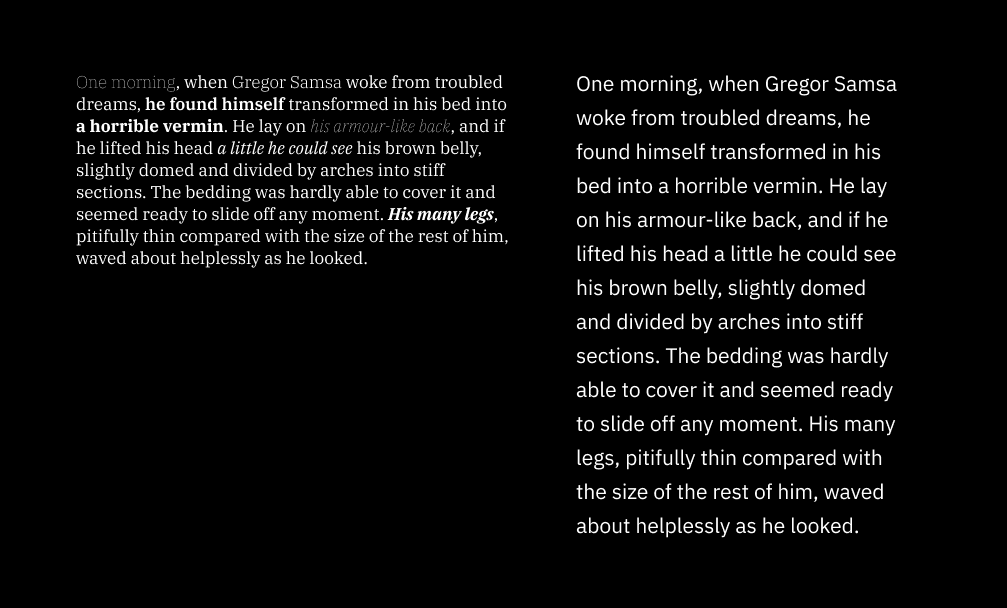 One morning, when Gregor Samsa woke from troubled
dreams, he found himself transformed in his bed into
a horrible vermin. He lay on his armour-like back, and if
he lifted his head a little he could see his brown belly,
slightly domed and divided by arches into stiff
sections. The bedding was hardly able to cover it and
seemed ready to slide off any moment. His many legs,
pitifully thin compared with the size of the rest of him,
waved about helplessly as he looked.
One morning, when Gregor Samsa
woke from troubled dreams, he
found himself transformed in his
bed into a horrible vermin. He lay
on his armour-like back, and if he
lifted his head a little he could see
his brown belly, slightly domed
and divided by arches into stiff
sections. The bedding was hardly
able to cover it and seemed ready
to slide off any moment. His many
legs, pitifully thin compared with
the size of the rest of him, waved
about helplessly as he looked.